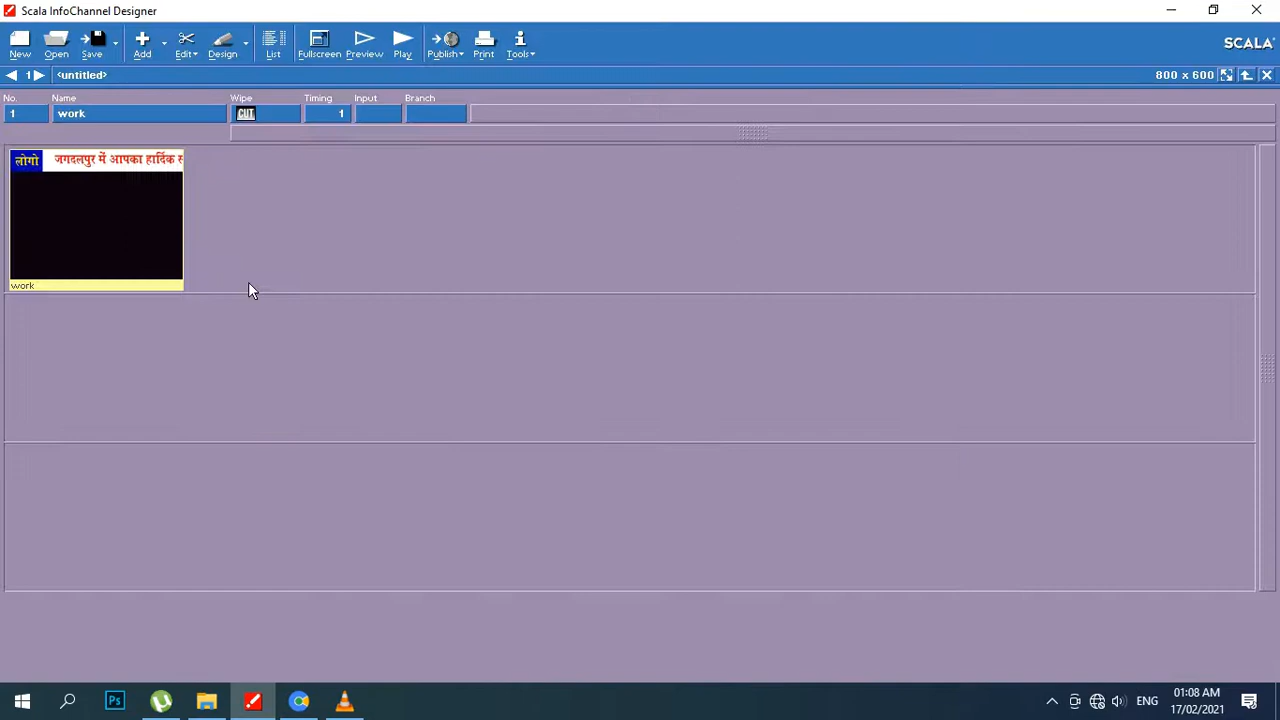 Scala InfoChannel Designer
New Open Save Add Edit Design List Fullscreen Preview Play Publish Print Tools SCALA
1 <untitled> 800 x 600
No. Name Wipe Timing Input Branch
1 work CUT 1
लोगो जगदलपुर में आपका हार्दिक
work
Ps ENG 01:08 AM
17/02/2021